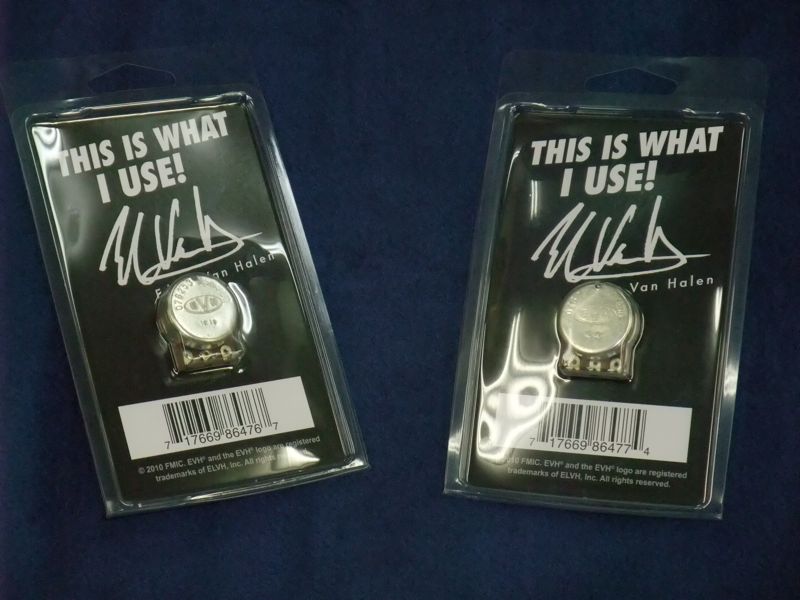 THIS IS WHAT
I USE!
Van Halen
EVH
7 17669 86476 7
© 2010 FMIC. EVH® and the EVH® logo are registered
trademarks of ELVH, Inc. All rights
THIS IS WHAT
I USE!
Van Halen
7 17669 86477 4
© 2010 FMIC. EVH® and the EVH® logo are registered
trademarks of ELVH, Inc. All rights reserved.